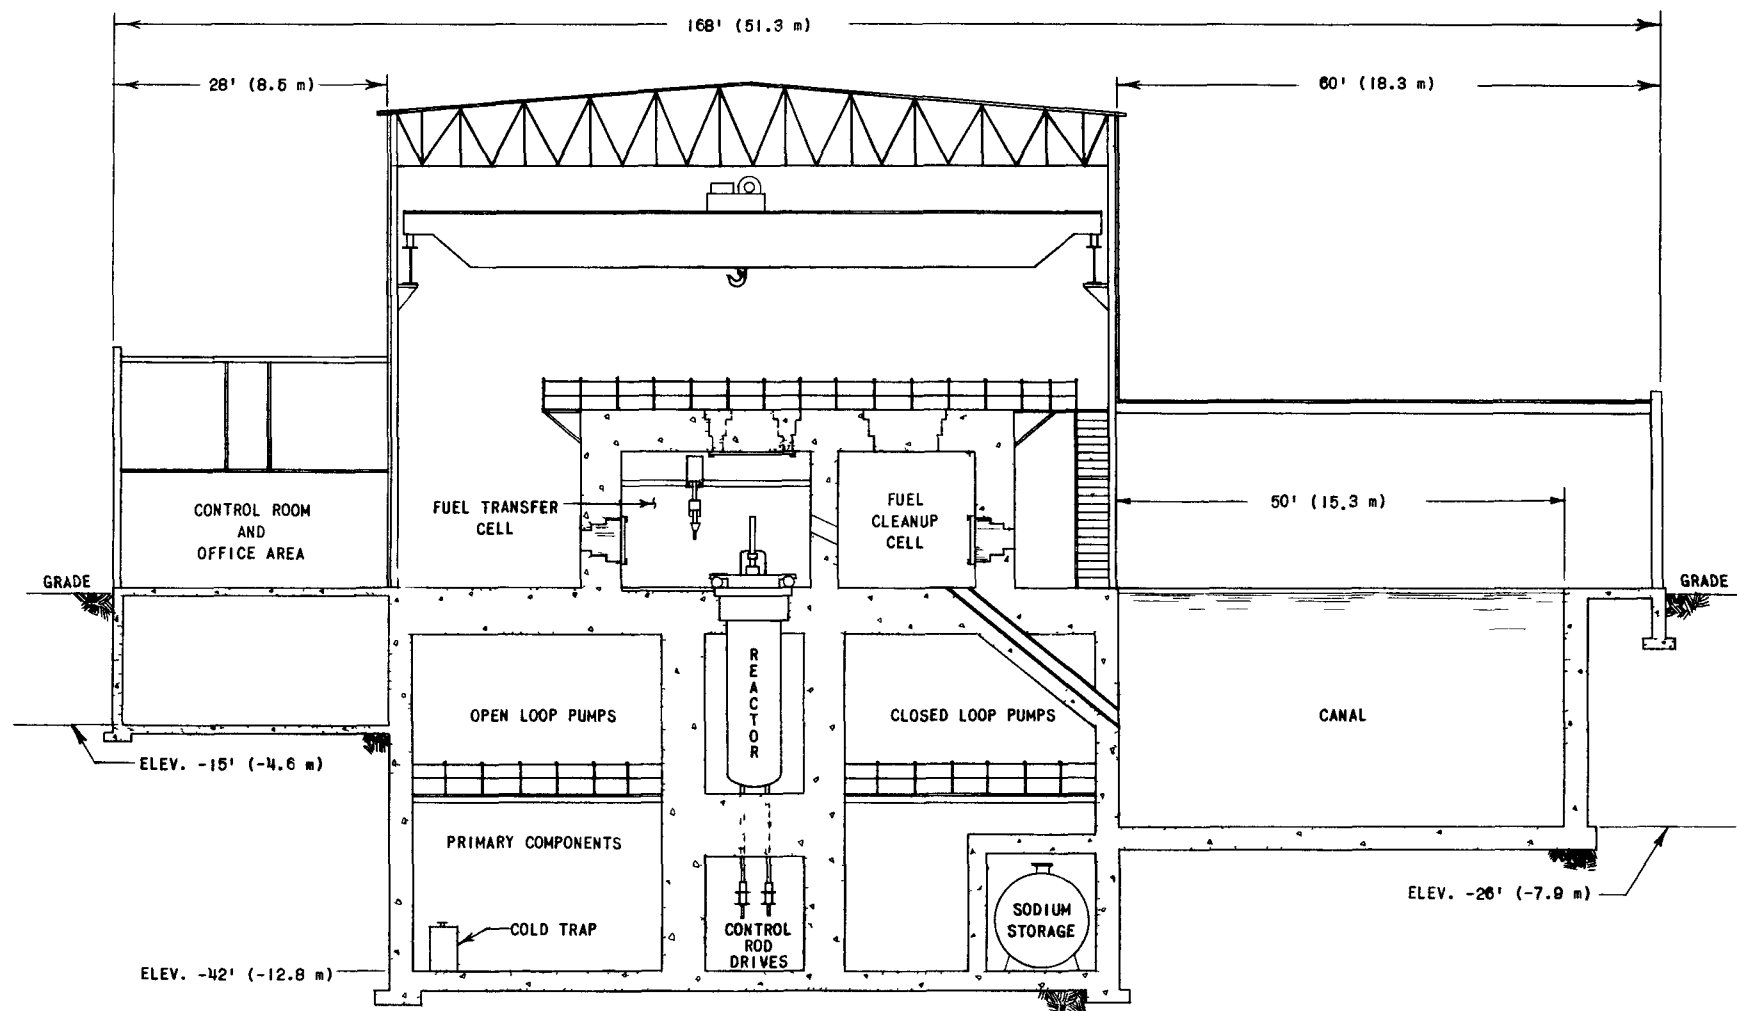 168' (51.3 m)
28' (8.5 m)
60' (18.3 m)
CONTROL ROOM
AND
OFFICE AREA
FUEL TRANSFER
CELL
FUEL
CLEANUP
CELL
50' (15.3 m)
GRADE
GRADE
REACTOR
OPEN LOOP PUMPS
CLOSED LOOP PUMPS
CANAL
ELEV. -15' (-4.6 m)
PRIMARY COMPONENTS
ELEV. -26' (-7.9 m)
COLD TRAP
CONTROL
ROD
DRIVES
SODIUM
STORAGE
ELEV. -42' (-12.8 m)